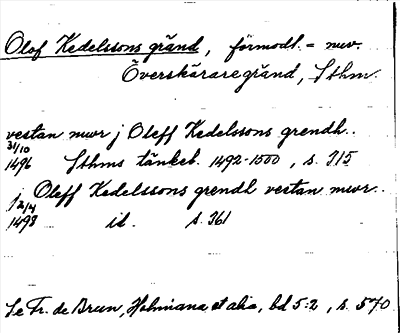 Olof Kedelssons gränd, förmodl. = nuv.
Överskäraregränd, Sthm.
vestan mwr j Oleff Kedelssons grendh..
31/10
1496 Sthms tänkeb. 1492-1500, s. 315
j Oleff Kedelssons grendh vestan mwr..
2/4
1498 id. s. 361
Se Fr. de Brun, Holmiana et alia, bd 5:2, s. 570.